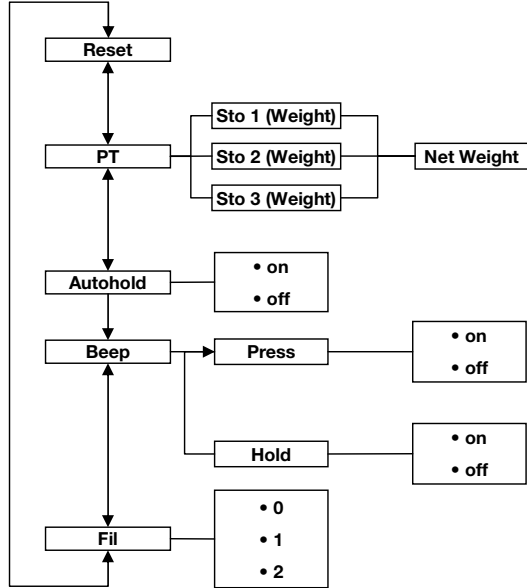 Reset
Sto 1 (Weight)
PT
Sto 2 (Weight)
Net Weight
Sto 3 (Weight)
Autohold
• on
• off
Beep
Press
• on
• off
Hold
• on
• off
Fil
• 0
• 1
• 2